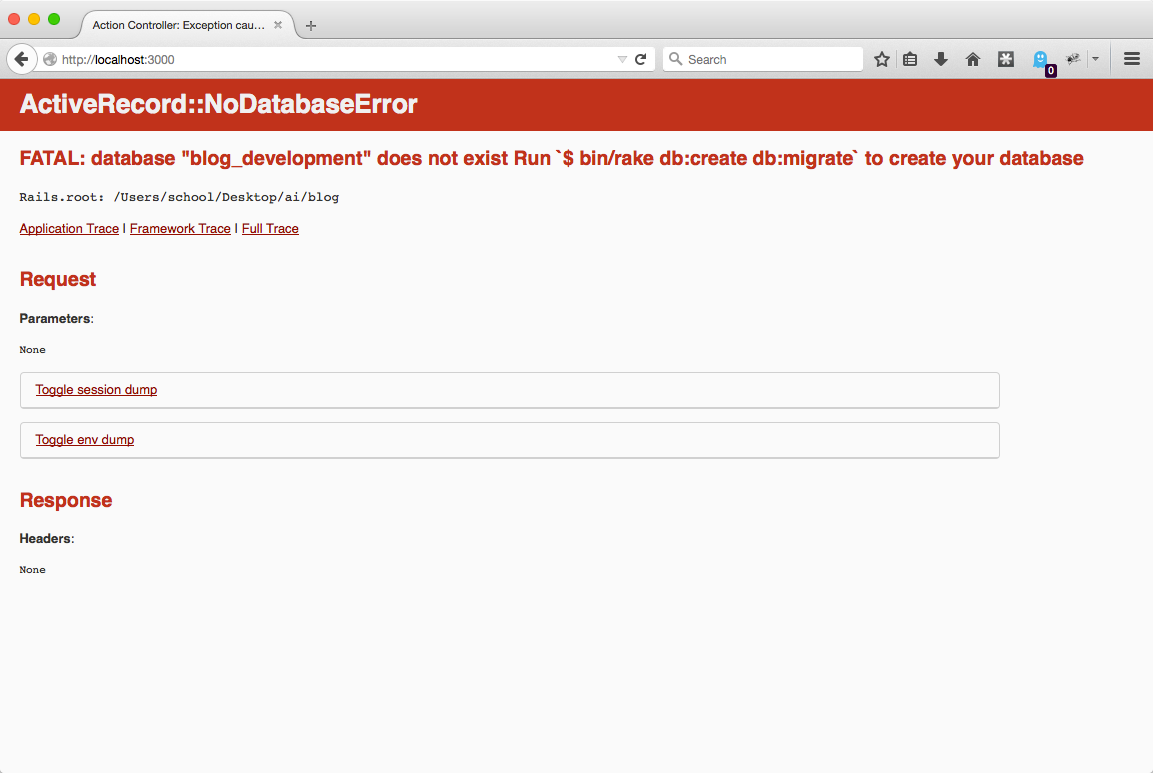 Action Controller: Exception cau...
http://localhost:3000
Search
0
ActiveRecord::NoDatabaseError
FATAL: database "blog_development" does not exist Run `$ bin/rake db:create db:migrate` to create your database
Rails.root: /Users/school/Desktop/ai/blog
Application Trace | Framework Trace | Full Trace
Request
Parameters:
None
Toggle session dump
Toggle env dump
Response
Headers:
None